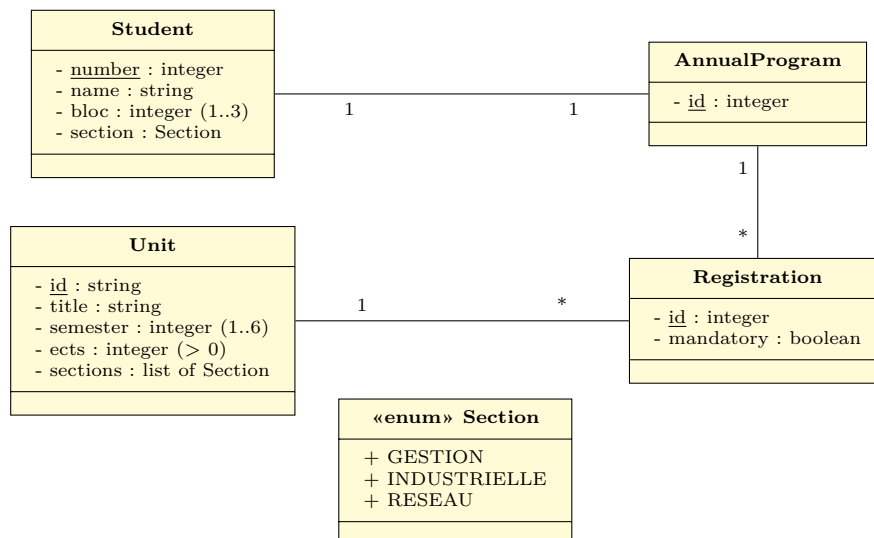 Student
- number : integer
- name : string
- bloc : integer (1..3)
- section : Section
1
1
AnnualProgram
- id : integer
1
*
Unit
- id : string
- title : string
- semester : integer (1..6)
- ects : integer (> 0)
- sections : list of Section
1
*
Registration
- id : integer
- mandatory : boolean
«enum» Section
+ GESTION
+ INDUSTRIELLE
+ RESEAU